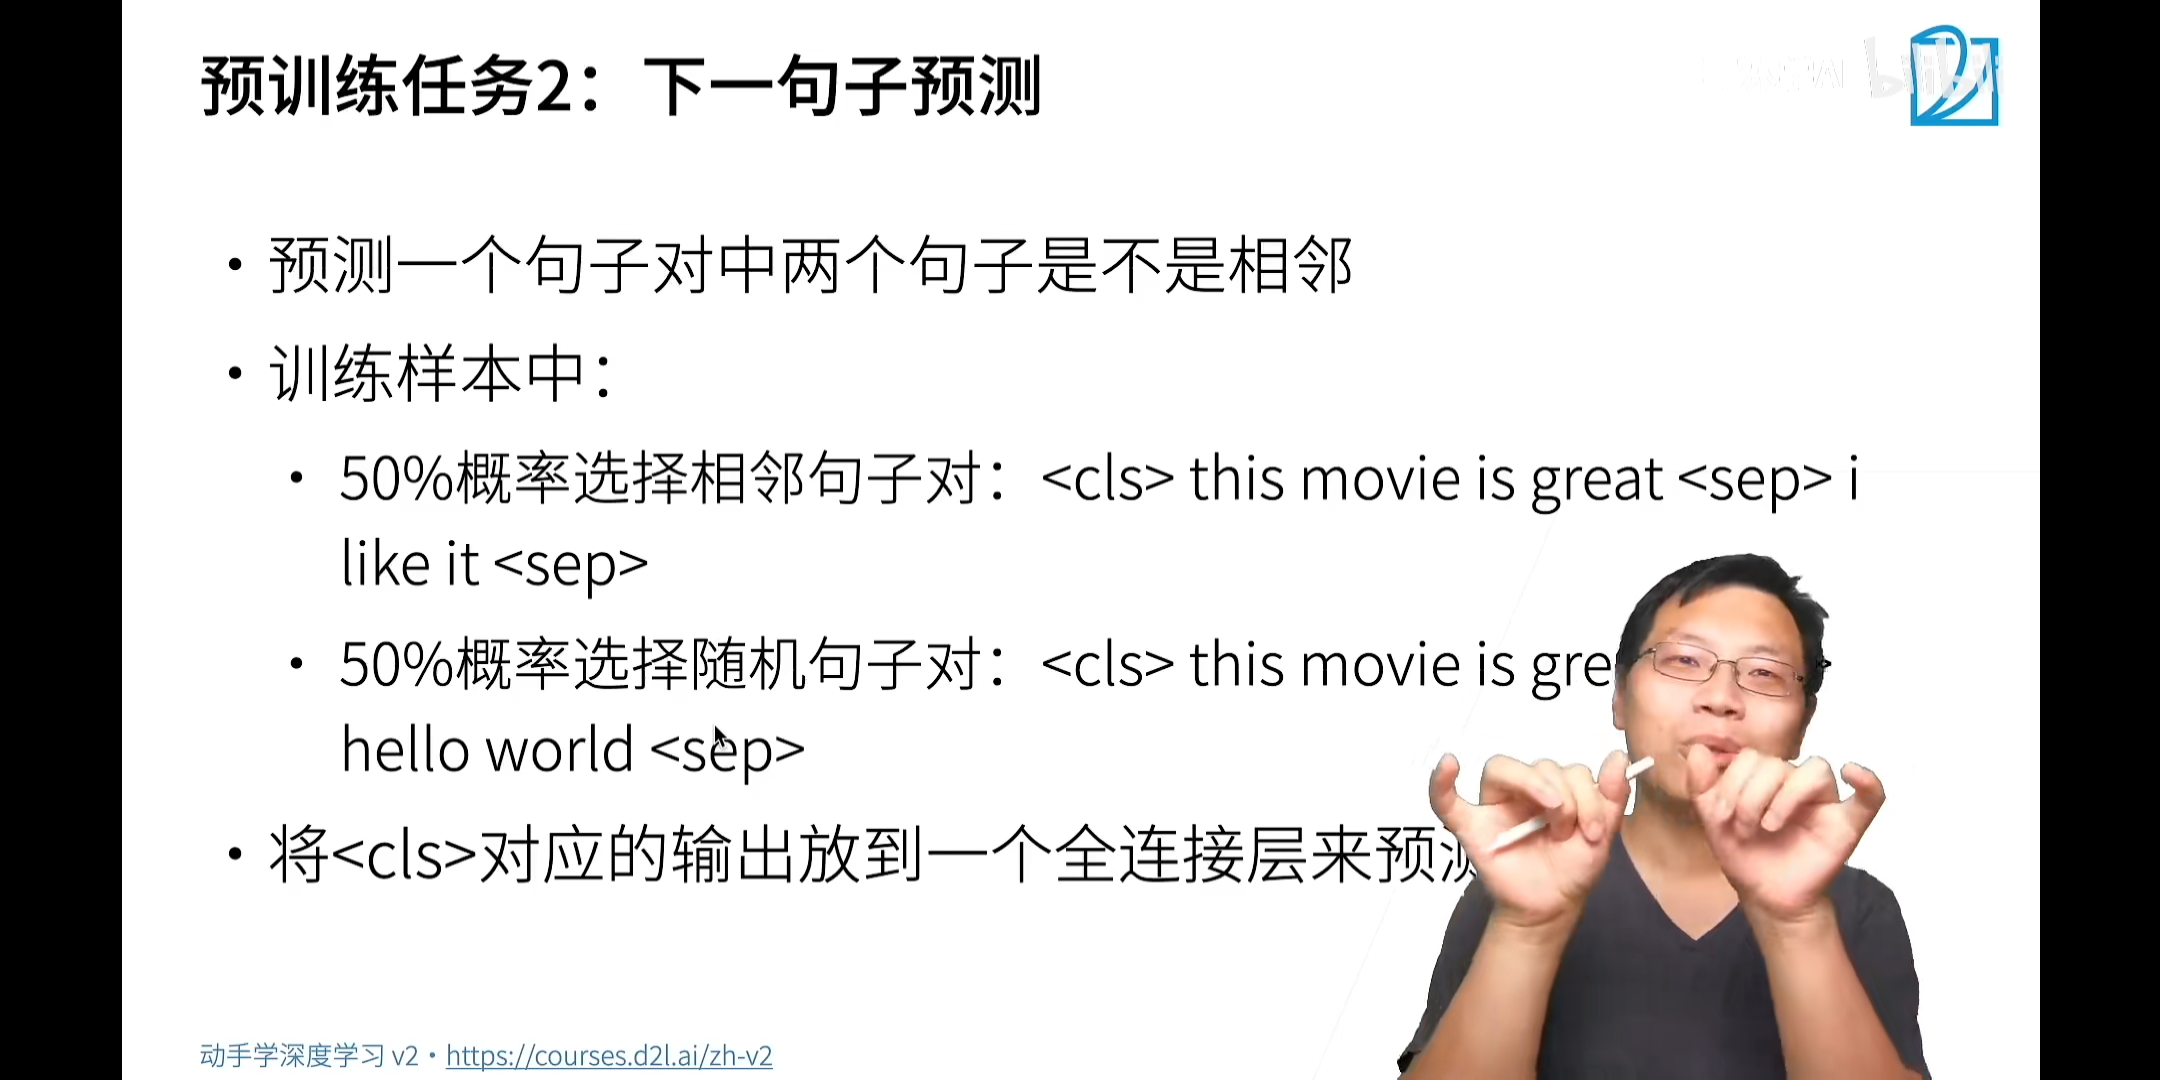 预训练任务2：下一句子预测
bilibili
• 预测一个句子对中两个句子是不是相邻
• 训练样本中：
• 50%概率选择相邻句子对：<cls> this movie is great <sep> i
like it <sep>
• 50%概率选择随机句子对：<cls> this movie is gre
hello world <sep>
• 将<cls>对应的输出放到一个全连接层来预测
动手学深度学习 v2 • https://courses.d2l.ai/zh-v2